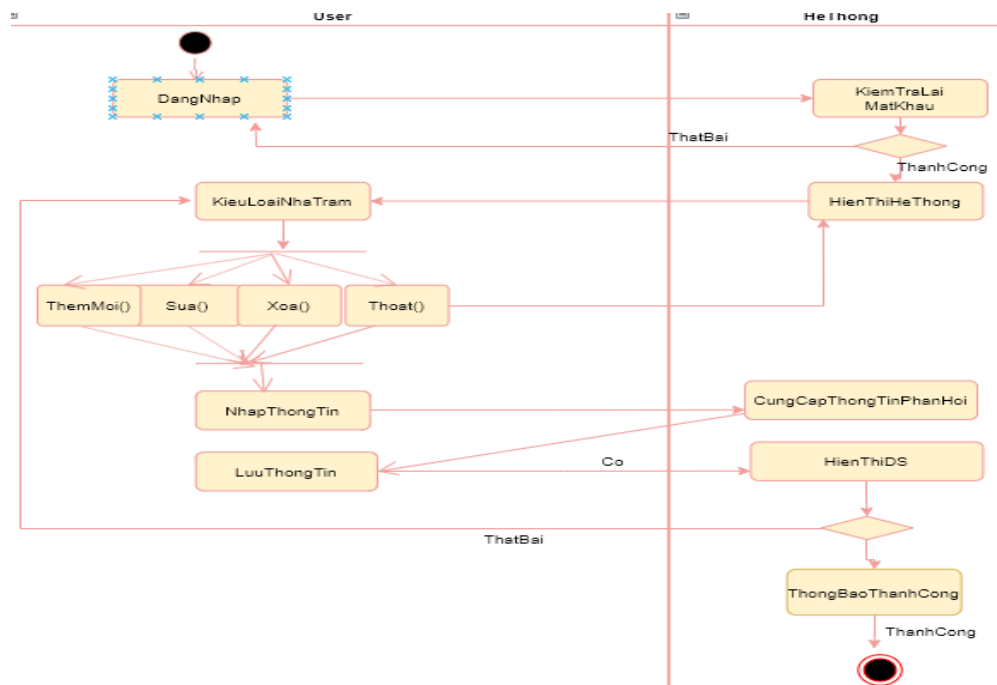 User
HeThong
DangNhap
KiemTraLai
MatKhau
ThatBai
ThanhCong
KieuLoaiNhaTram
HienThiHeThong
ThemMoi()
Sua()
Xoa()
Thoat()
NhapThongTin
CungCapThongTinPhanHoi
LuuThongTin
Co
HienThiDS
ThatBai
ThongBaoThanhCong
ThanhCong